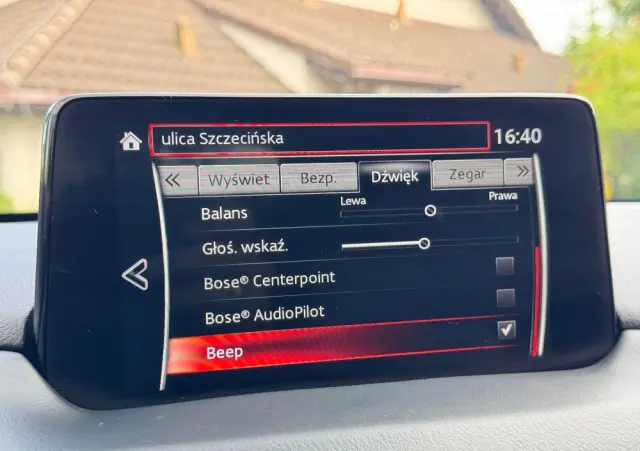 ulica Szczecińska 16:40
« Wyświet Bezp. Dźwięk Zegar »
Lewa Prawa
Balans
Głoś. wskaź.
Bose® Centerpoint
Bose® AudioPilot
Beep